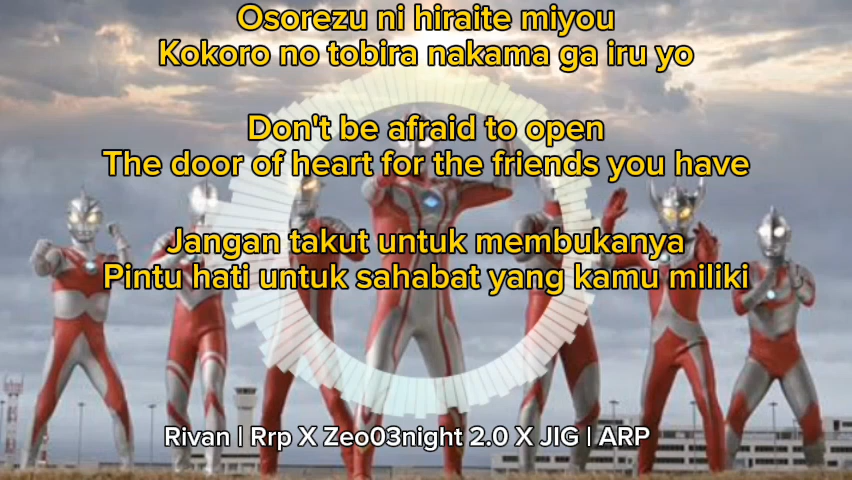 Osorezu ni hiraite miyou
Kokoro no tobira nakama ga iru yo
Don't be afraid to open
The door of heart for the friends you have
Jangan takut untuk membukanya
Pintu hati untuk sahabat yang kamu miliki
Rivan | Rrp X Zeo03night 2.0 X JIG | ARP